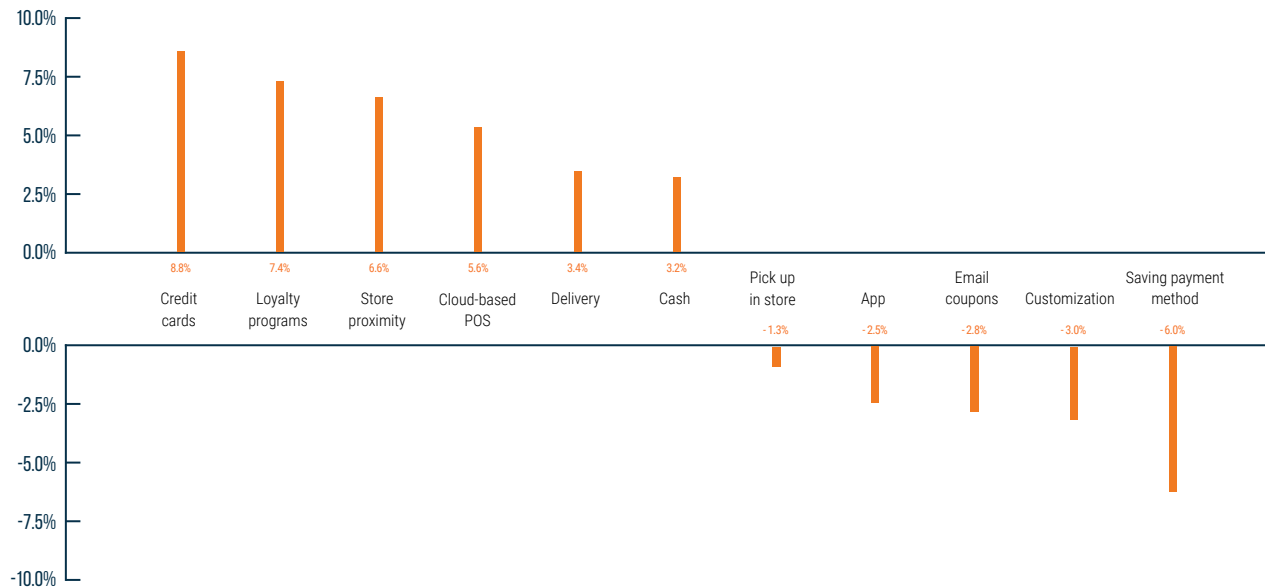 10.0%
7.5%
5.0%
2.5%
0.0%
8.8%
7.4%
6.6%
5.6%
3.4%
3.2%
Credit
cards
Loyalty
programs
Store
proximity
Cloud-based
POS
Delivery
Cash
Pick up
in store
App
Email
coupons
Customization
Saving payment
method
-1.3%
-2.5%
-2.8%
-3.0%
-6.0%
0.0%
-2.5%
-5.0%
-7.5%
-10.0%